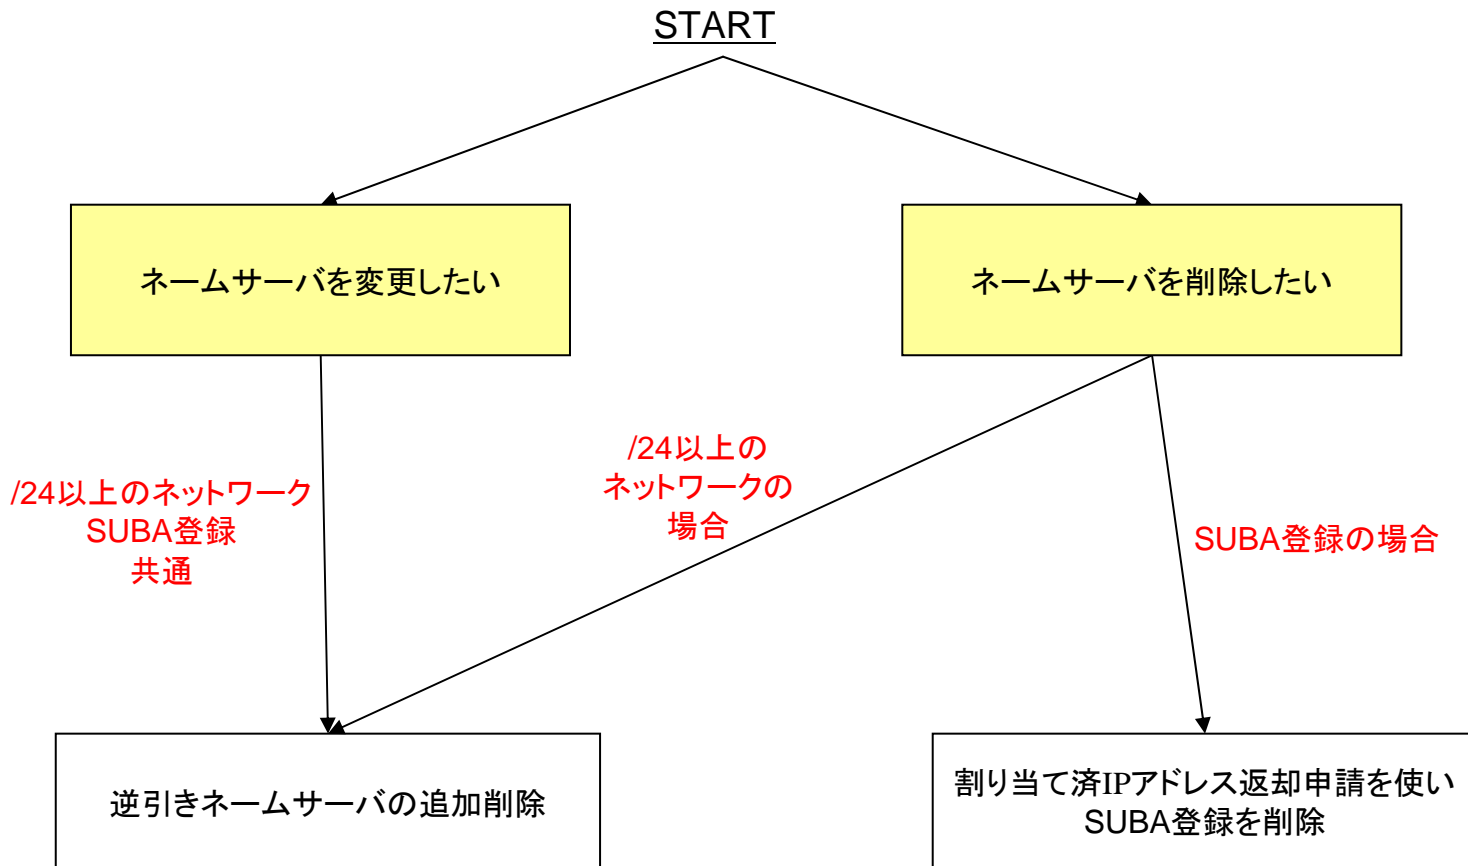 START
ネームサーバを変更したい
ネームサーバを削除したい
/24以上のネットワーク
SUBA登録
共通
/24以上の
ネットワークの
場合
SUBA登録の場合
逆引きネームサーバの追加削除
割り当て済IPアドレス返却申請を使い
SUBA登録を削除